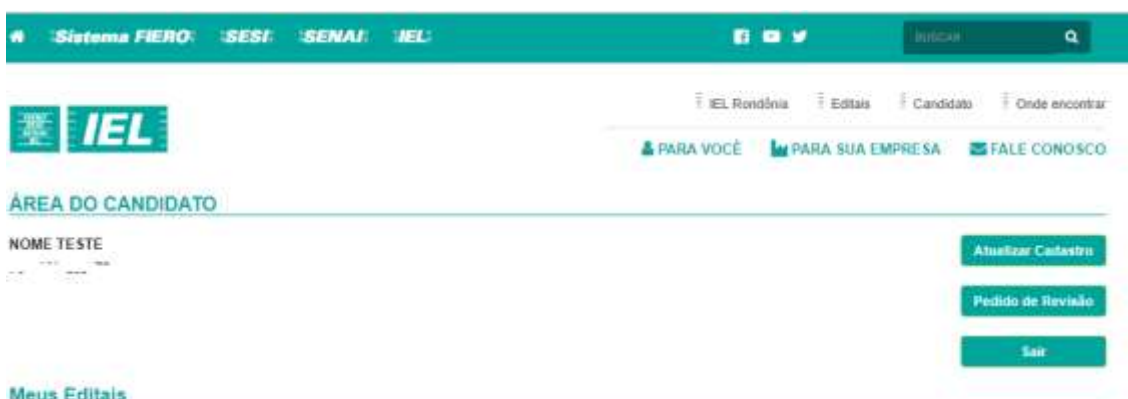 Sistema FIERO SESI SENAI IEL BUSCAR
IEL
IEL Rondônia Editais Candidato Onde encontrar
PARA VOCÊ PARA SUA EMPRESA FALE CONOSCO
ÁREA DO CANDIDATO
NOME TESTE
Atualizar Cadastro
Pedido de Revisão
Sair
Meus Editais